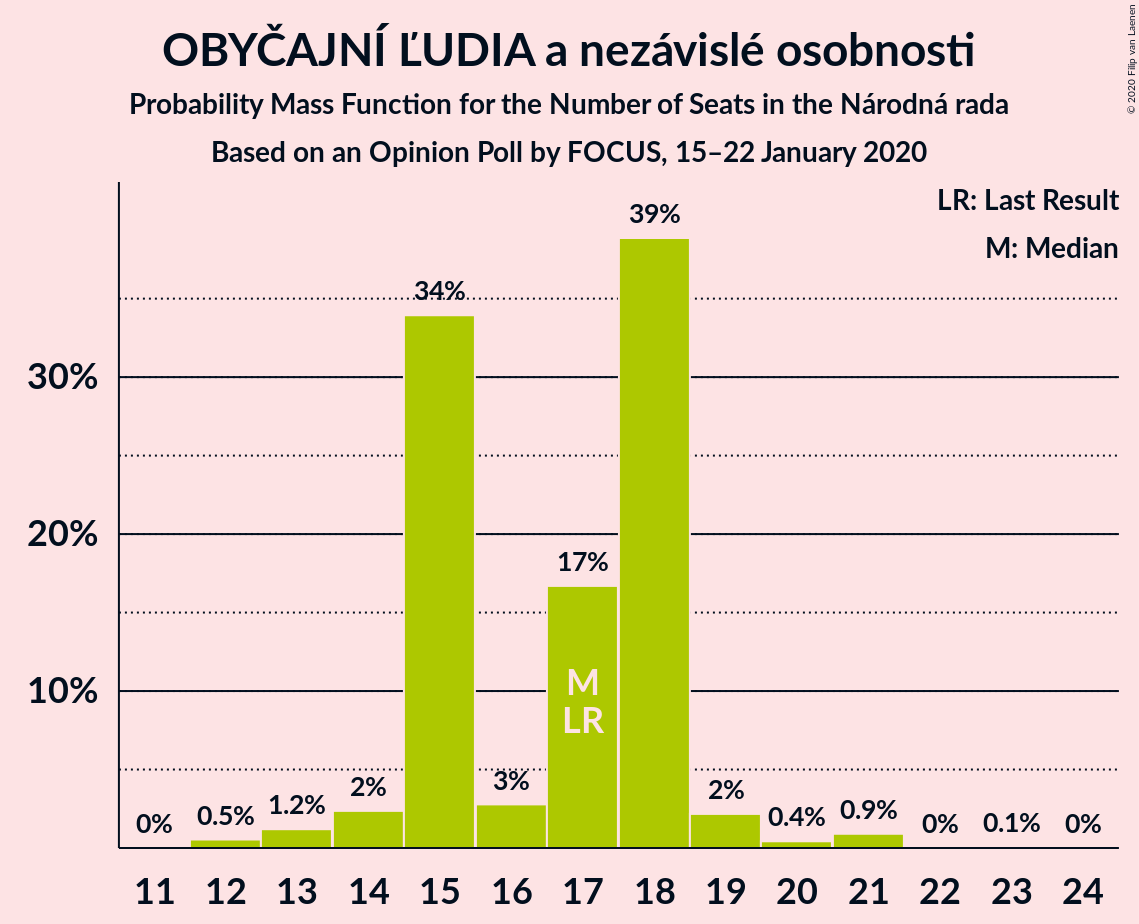 OBYČAJNÍ ĽUDIA a nezávislé osobnosti
Probability Mass Function for the Number of Seats in the Národná rada
Based on an Opinion Poll by FOCUS, 15–22 January 2020
© 2020 Filip van Laenen
LR: Last Result
M: Median
39%
34%
30%
20%
17%
10%
M
LR
0%
0.5%
1.2%
2%
3%
2%
0.4%
0.9%
0%
0.1%
0%
11 12 13 14 15 16 17 18 19 20 21 22 23 24